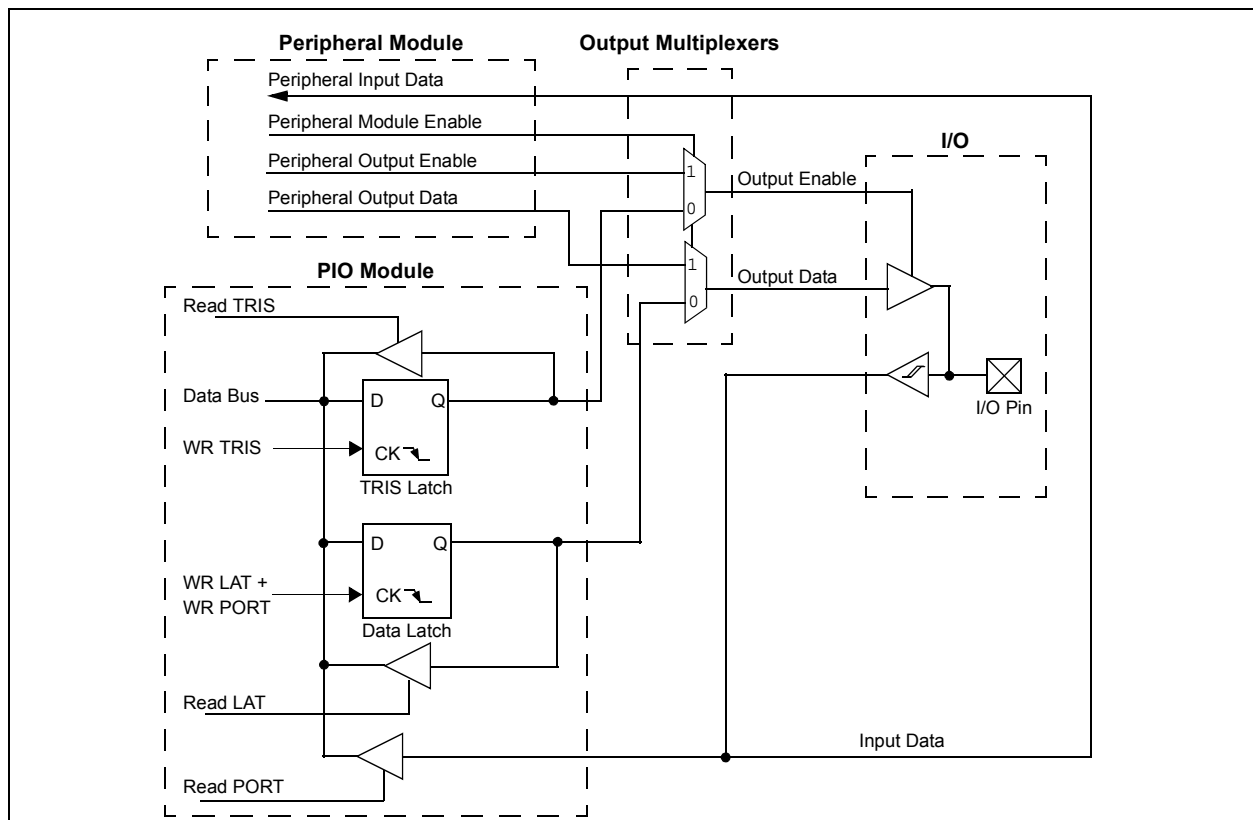 Peripheral Module
Output Multiplexers
Peripheral Input Data
Peripheral Module Enable
Peripheral Output Enable
Peripheral Output Data
1
0
1
0
Output Enable
Output Data
I/O
I/O Pin
PIO Module
Read TRIS
Data Bus
D Q
WR TRIS
CK
TRIS Latch
D Q
WR LAT +
WR PORT
CK
Data Latch
Read LAT
Read PORT
Input Data